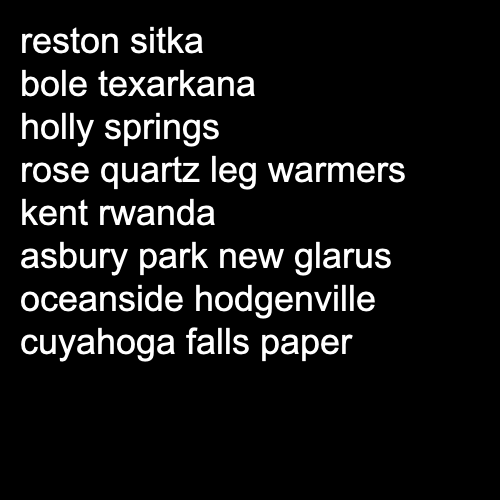 reston sitka
bole texarkana
holly springs
rose quartz leg warmers
kent rwanda
asbury park new glarus
oceanside hodgenville
cuyahoga falls paper